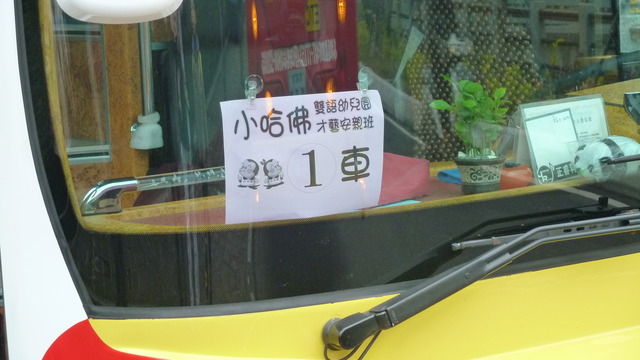 小哈佛 雙語幼兒園
才藝安親班
1 車